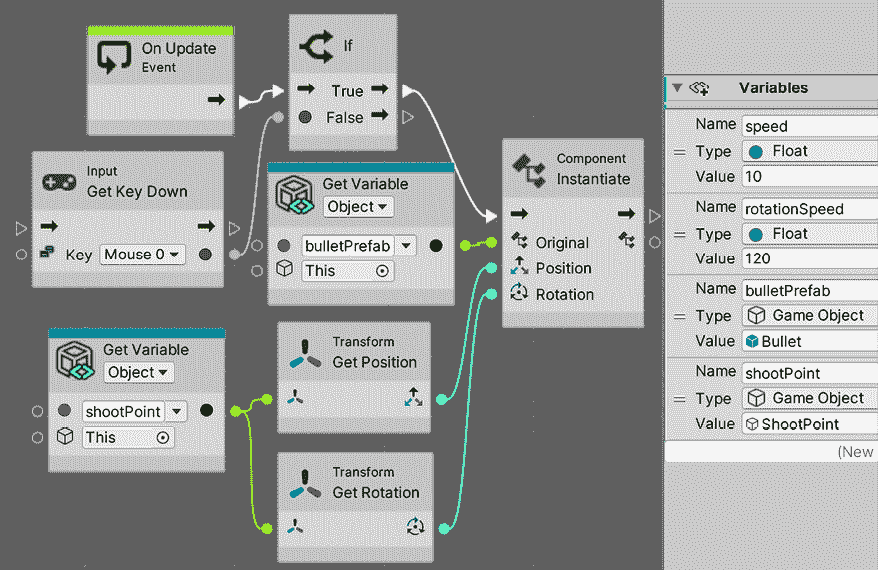 On Update
Event
If
True
False
Input
Get Key Down
Key Mouse 0
Get Variable
Object
bulletPrefab
This
Component
Instantiate
Original
Position
Rotation
Get Variable
Object
shootPoint
This
Transform
Get Position
Transform
Get Rotation
Variables
Name speed
Type Float
Value 10
Name rotationSpeed
Type Float
Value 120
Name bulletPrefab
Type Game Object
Value Bullet
Name shootPoint
Type Game Object
Value ShootPoint
(New